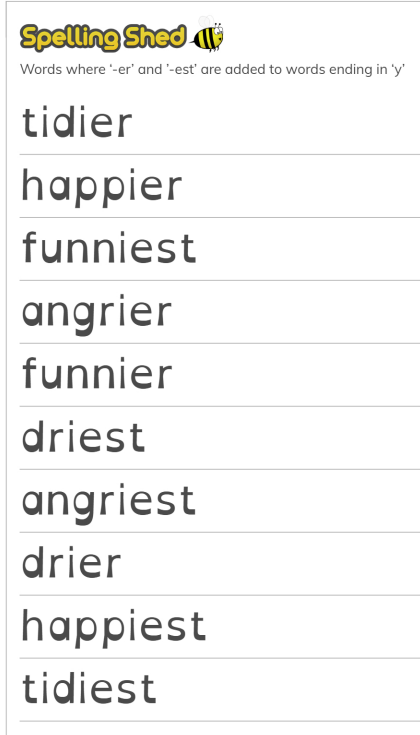 Spelling Shed
Words where '-er' and '-est' are added to words ending in 'y'
tidier
happier
funniest
angrier
funnier
driest
angriest
drier
happiest
tidiest